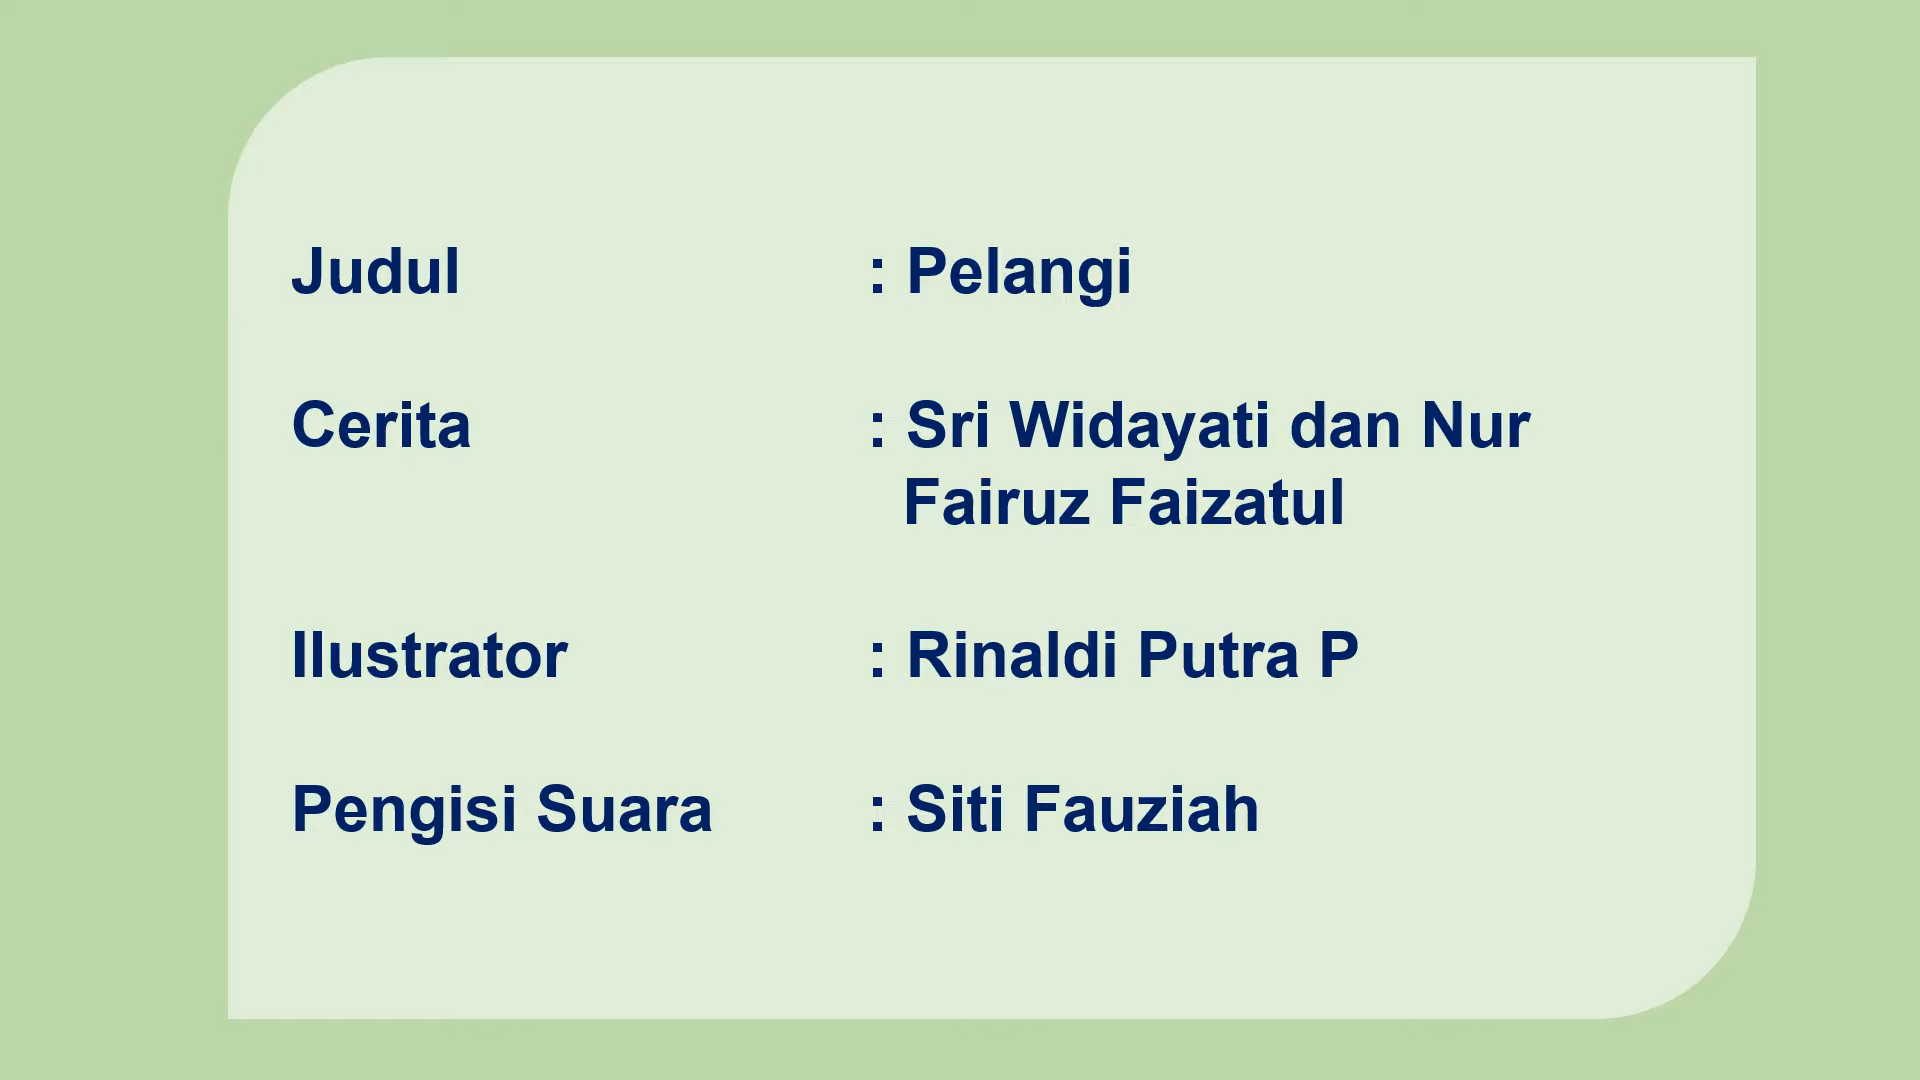 Judul : Pelangi
Cerita : Sri Widayati dan Nur
Fairuz Faizatul
Ilustrator : Rinaldi Putra P
Pengisi Suara : Siti Fauziah